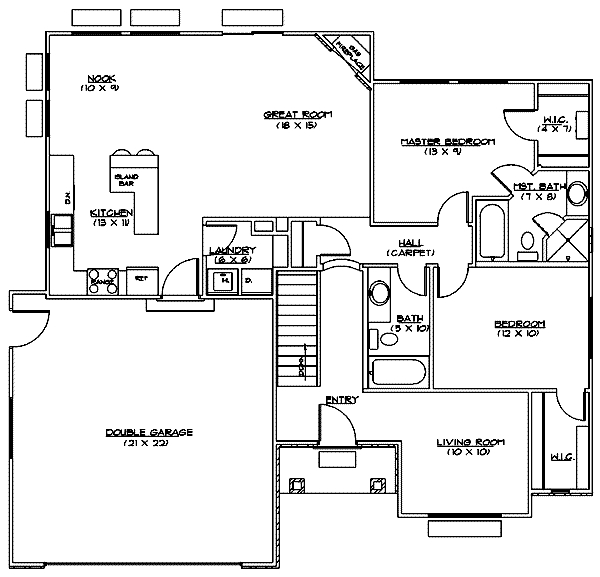 GAS
FIREPLACE
NOOK
(10 X 9)
GREAT ROOM
(18 X 15)
W.I.C.
(4 X 7)
MASTER BEDROOM
(13 X 9)
ISLAND
BAR
D.W.
MST. BATH
(7 X 8)
KITCHEN
(13 X 11)
HALL
(CARPET)
LAUNDRY
(6 X 6)
RANGE
REF
W.
D.
BATH
(5 X 10)
BEDROOM
(12 X 10)
DOWN
ENTRY
DOUBLE GARAGE
(21 X 22)
LIVING ROOM
(10 X 10)
W.I.C.